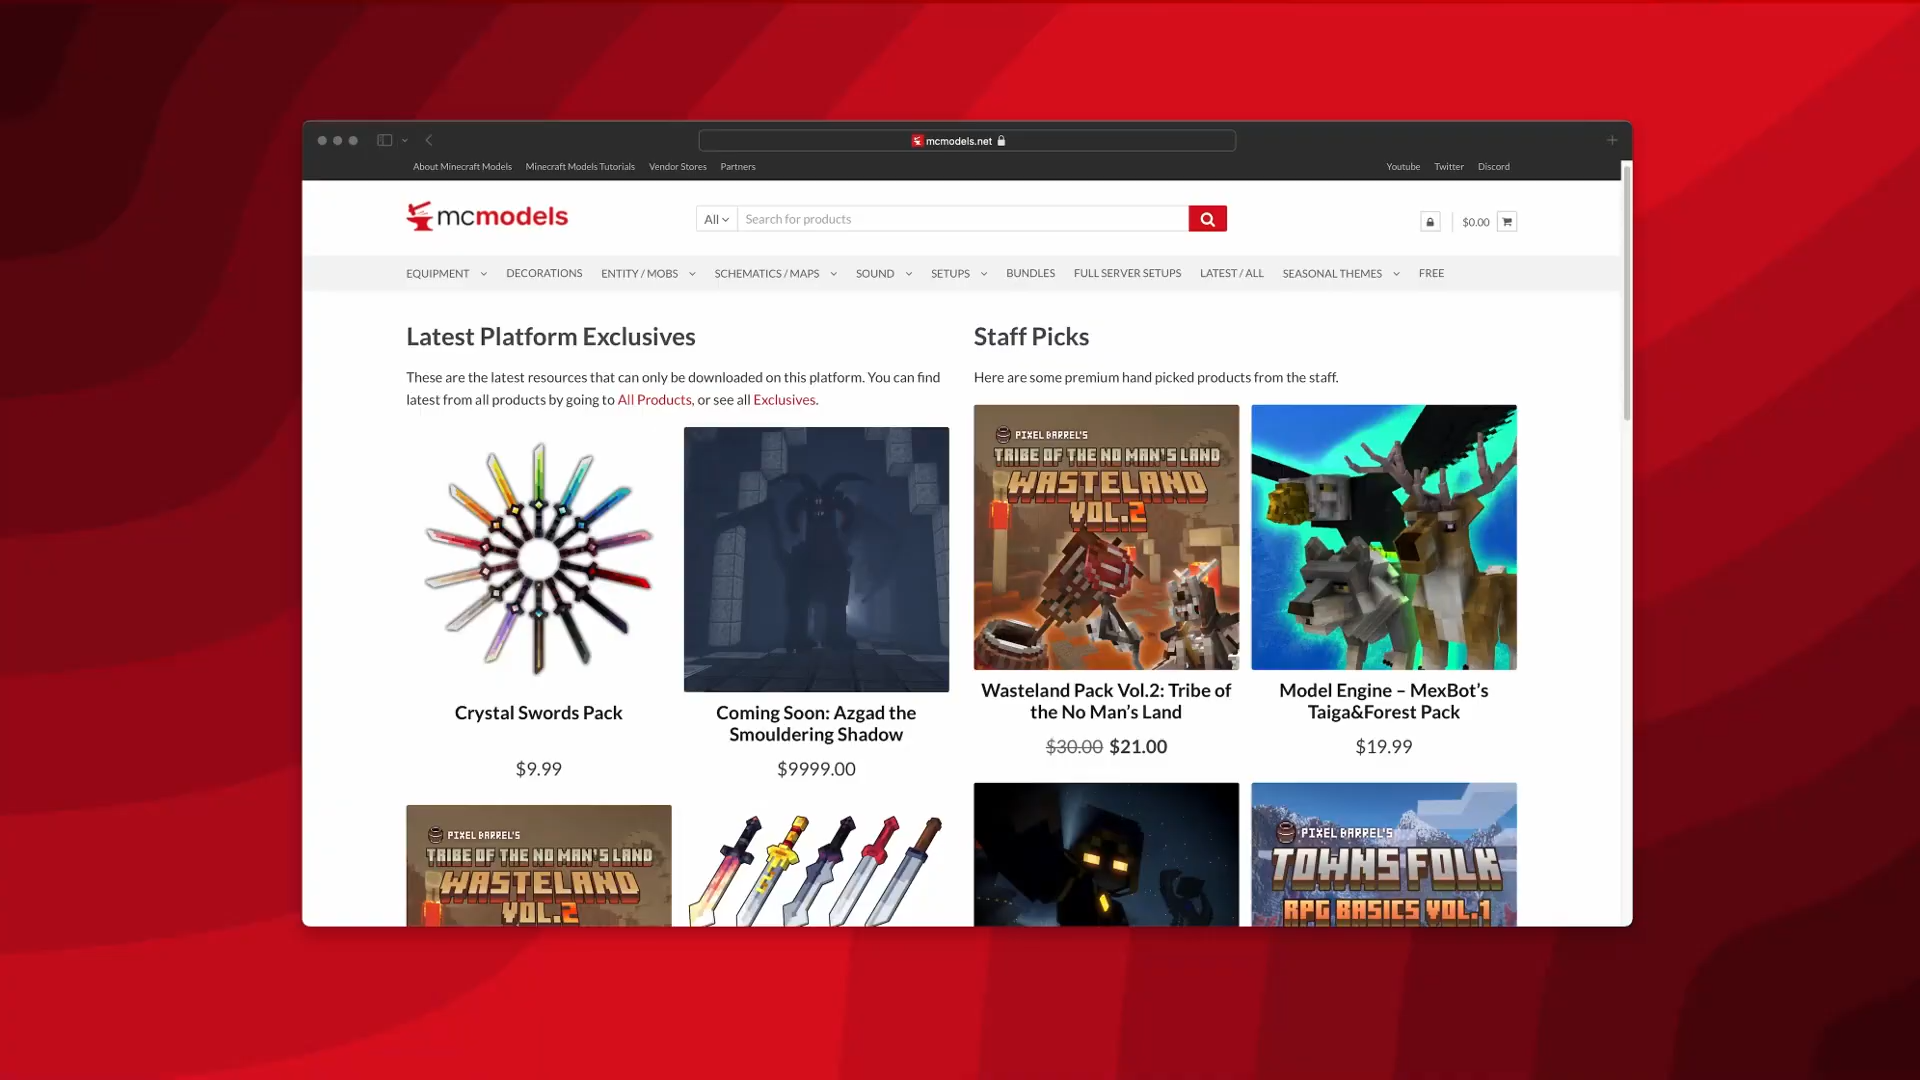 mcmodels.net
About Minecraft Models Minecraft Models Tutorials Vendor Stores Partners Youtube Twitter Discord
mcmodels
All Search for products $0.00
EQUIPMENT DECORATIONS ENTITY / MOBS SCHEMATICS / MAPS SOUND SETUPS BUNDLES FULL SERVER SETUPS LATEST / ALL SEASONAL THEMES FREE
Latest Platform Exclusives
These are the latest resources that can only be downloaded on this platform. You can find
latest from all products by going to All Products, or see all Exclusives.
Crystal Swords Pack
$9.99
Coming Soon: Azgad the
Smouldering Shadow
$9999.00
PIXEL BARREL'S
TRIBE OF THE NO MAN'S LAND
WASTELAND
VOL.2
Staff Picks
Here are some premium hand picked products from the staff.
PIXEL BARREL'S
TRIBE OF THE NO MAN'S LAND
WASTELAND
VOL.2
Wasteland Pack Vol.2: Tribe of
the No Man's Land
$30.00 $21.00
Model Engine – MexBot's
Taiga&Forest Pack
$19.99
PIXEL BARREL'S
TOWNS FOLK
RPG BASICS VOL.1